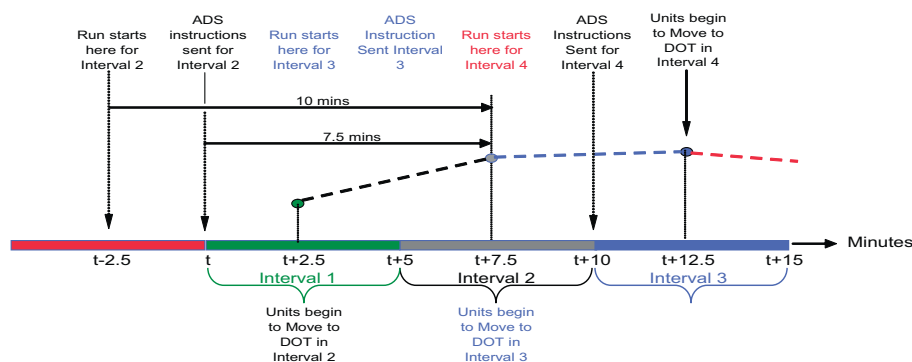 Run starts
here for
Interval 2
ADS
instructions
sent for
Interval 2
Run starts
here for
Interval 3
ADS
Instruction
Sent Interval
3
Run starts
here for
Interval 4
ADS
Instructions
Sent for
Interval 4
Units begin
to Move to
DOT in
Interval 4
10 mins
7.5 mins
Minutes
t-2.5
t
t+2.5
t+5
t+7.5
t+10
t+12.5
t+15
Interval 1
Interval 2
Interval 3
Units begin
to Move to
DOT in
Interval 2
Units begin
to Move to
DOT in
Interval 3